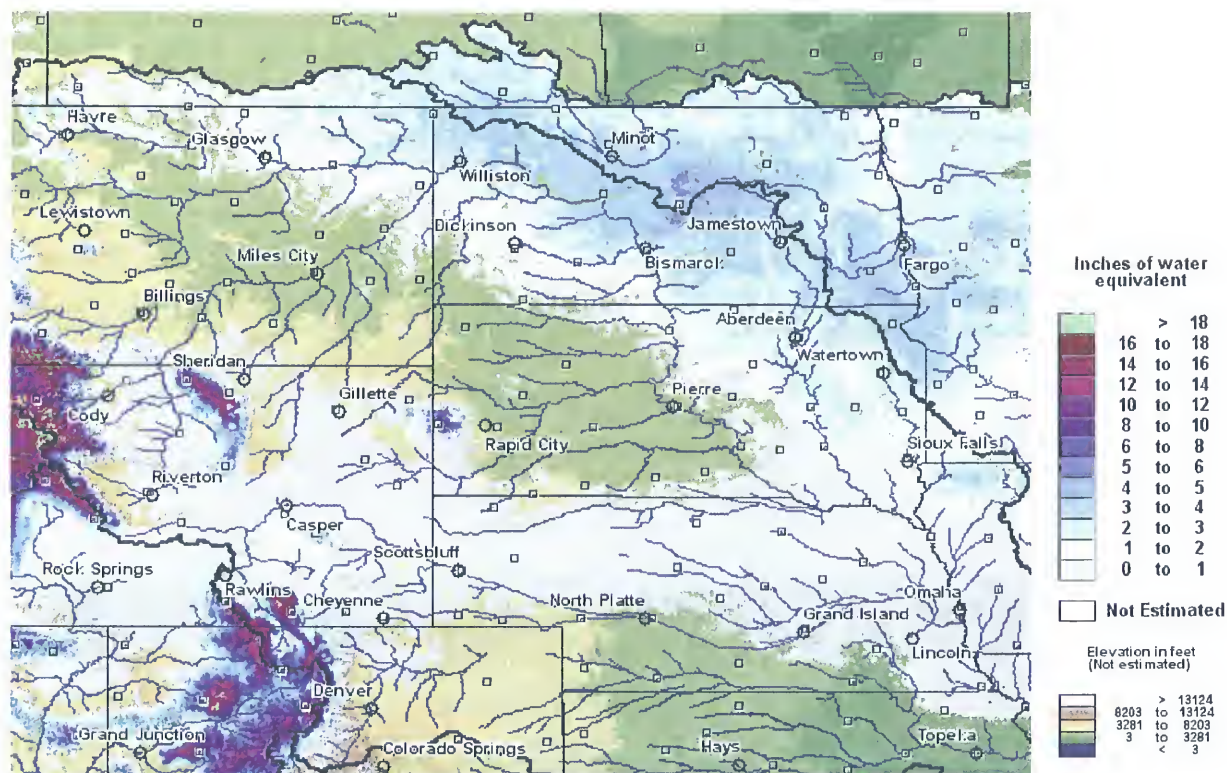 Havre
Glasgow
Minot
Williston
Lewistown
Dickinson
Jamestown
Miles City
Bismarck
Fargo
Billings
Aberdeen
Watertown
Sheridan
Cody
Gillette
Pierre
Rapid City
Sioux Falls
Riverton
Casper
Scottsbluff
Rock Springs
Rawlins
Cheyenne
North Platte
Omaha
Grand Island
Lincoln
Denver
Grand Junction
Colorado Springs
Hays
Topeka
Inches of water
equivalent
> 18
16 to 18
14 to 16
12 to 14
10 to 12
8 to 10
6 to 8
5 to 6
4 to 5
3 to 4
2 to 3
1 to 2
0 to 1
Not Estimated
Elevation in feet
(Not estimated)
> 13124
8203 to 13124
3281 to 8203
3 to 3281
< 3